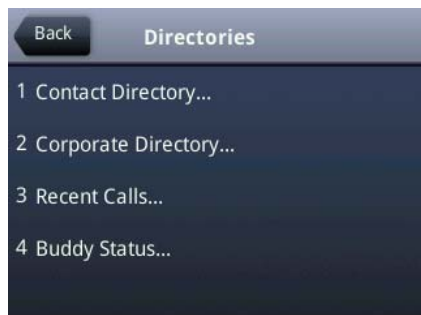 Back Directories
1 Contact Directory...
2 Corporate Directory...
3 Recent Calls...
4 Buddy Status...